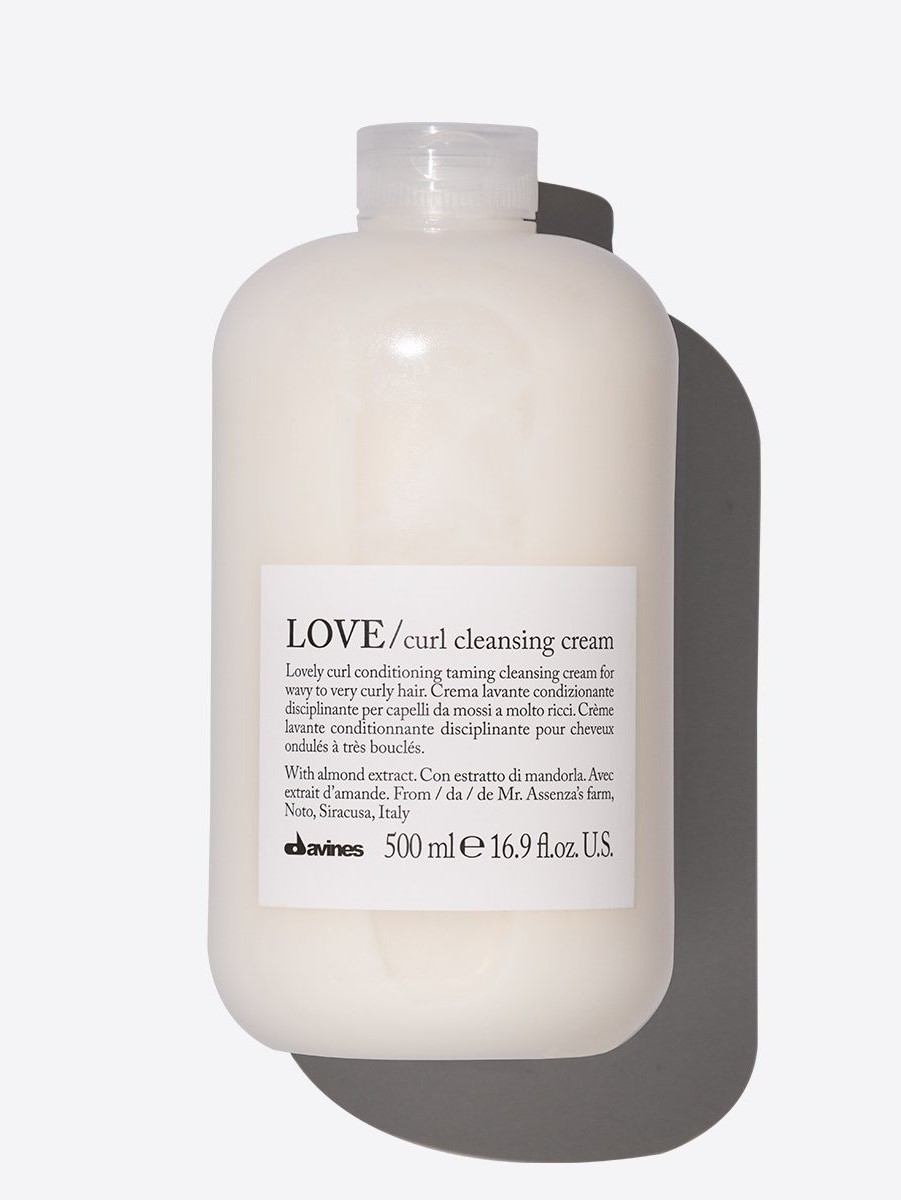 LOVE/curl cleansing cream
Lovely curl conditioning taming cleansing cream for
wavy to very curly hair. Crema lavante condizionante
disciplinante per capelli da mossi a molto ricci. Crème
lavante conditionnante disciplinante pour cheveux
ondulés à très bouclés.
With almond extract. Con estratto di mandorla. Avec
extrait d'amande. From / da / de Mr. Assenza's farm,
Noto, Siracusa, Italy
davines 500 ml ℮ 16.9 fl.oz. U.S.